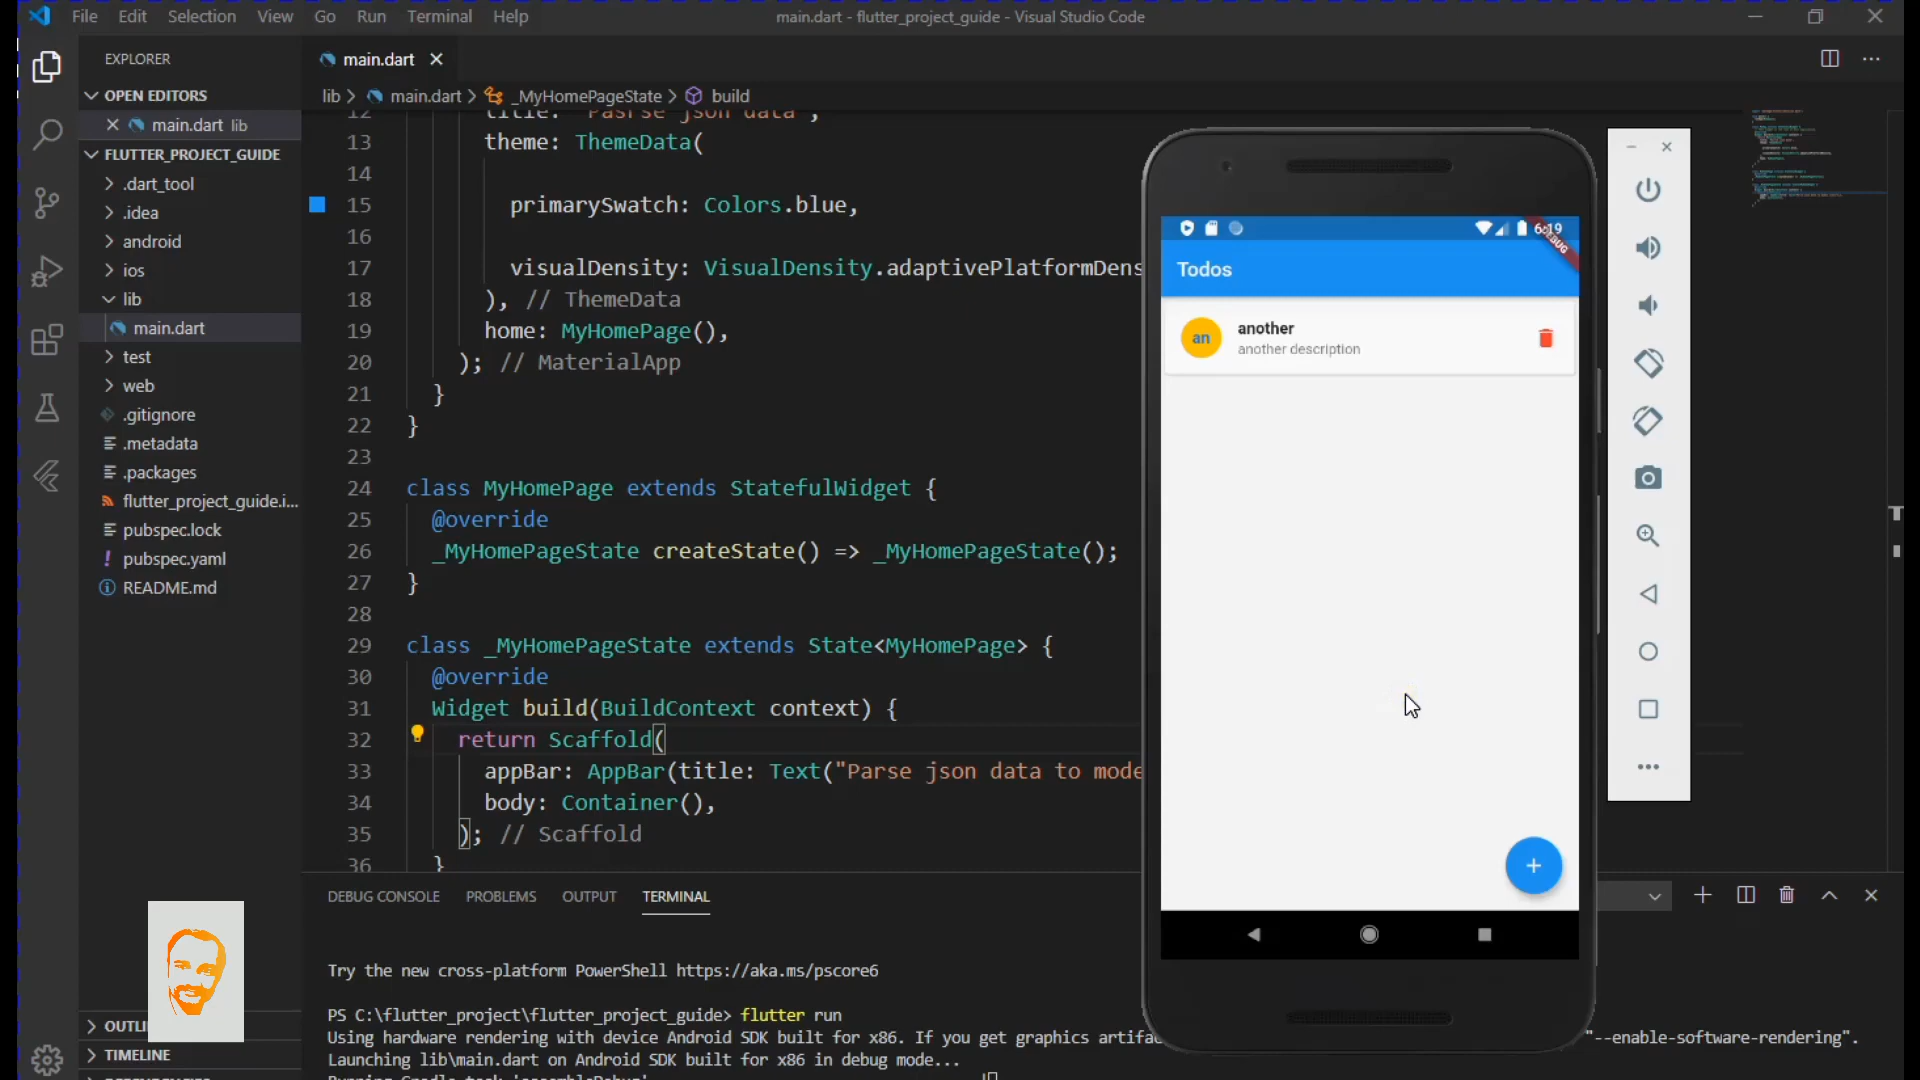 File Edit Selection View Go Run Terminal Help
main.dart - flutter_project_guide - Visual Studio Code
EXPLORER
OPEN EDITORS
main.dart lib
FLUTTER_PROJECT_GUIDE
.dart_tool
.idea
android
ios
lib
main.dart
test
web
.gitignore
.metadata
.packages
flutter_project_guide.i...
pubspec.lock
pubspec.yaml
README.md
TIMELINE
main.dart
lib > main.dart > _MyHomePageState > build
12 title: "Pasrse json data",
13 theme: ThemeData(
14
15 primarySwatch: Colors.blue,
16
17 visualDensity: VisualDensity.adaptivePlatformDens
18 ), // ThemeData
19 home: MyHomePage(),
20 ); // MaterialApp
21 }
22 }
23
24 class MyHomePage extends StatefulWidget {
25 @override
26 _MyHomePageState createState() => _MyHomePageState();
27 }
28
29 class _MyHomePageState extends State<MyHomePage> {
30 @override
31 Widget build(BuildContext context) {
32 return Scaffold(
33 appBar: AppBar(title: Text("Parse json data to mode
34 body: Container(),
35 ); // Scaffold
36 }
DEBUG CONSOLE PROBLEMS OUTPUT TERMINAL
Try the new cross-platform PowerShell https://aka.ms/pscore6
PS C:\flutter_project\flutter_project_guide> flutter run
Using hardware rendering with device Android SDK built for x86. If you get graphics artifac
"--enable-software-rendering".
Launching lib\main.dart on Android SDK built for x86 in debug mode...
6:19
DEBUG
Todos
an
another
another description